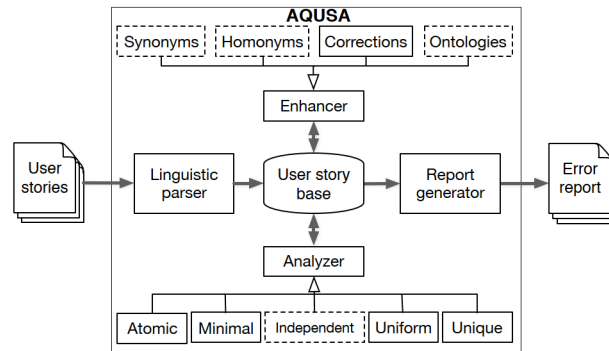 AQUSA
Synonyms Homonyms Corrections Ontologies
Enhancer
User
stories
Linguistic
parser
User story
base
Report
generator
Error
report
Analyzer
Atomic Minimal Independent Uniform Unique